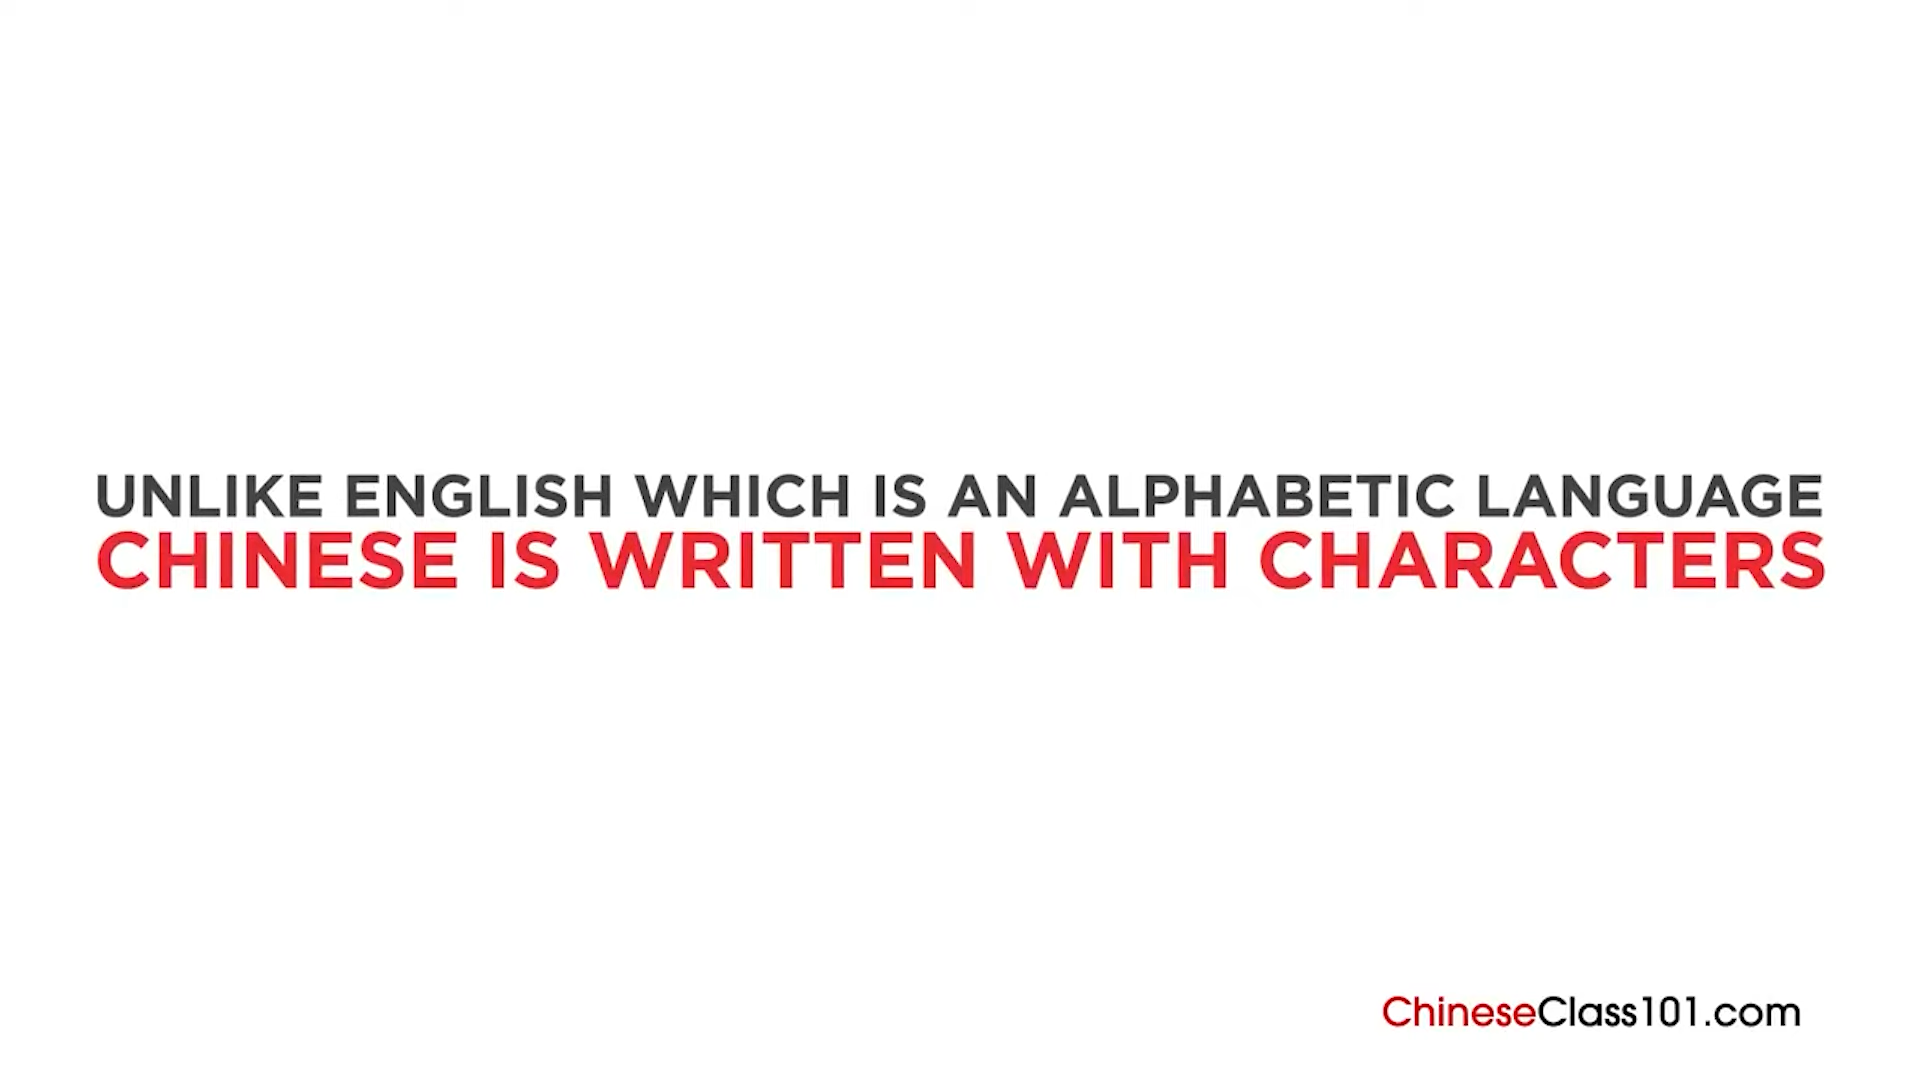 UNLIKE ENGLISH WHICH IS AN ALPHABETIC LANGUAGE
CHINESE IS WRITTEN WITH CHARACTERS
ChineseClass101.com